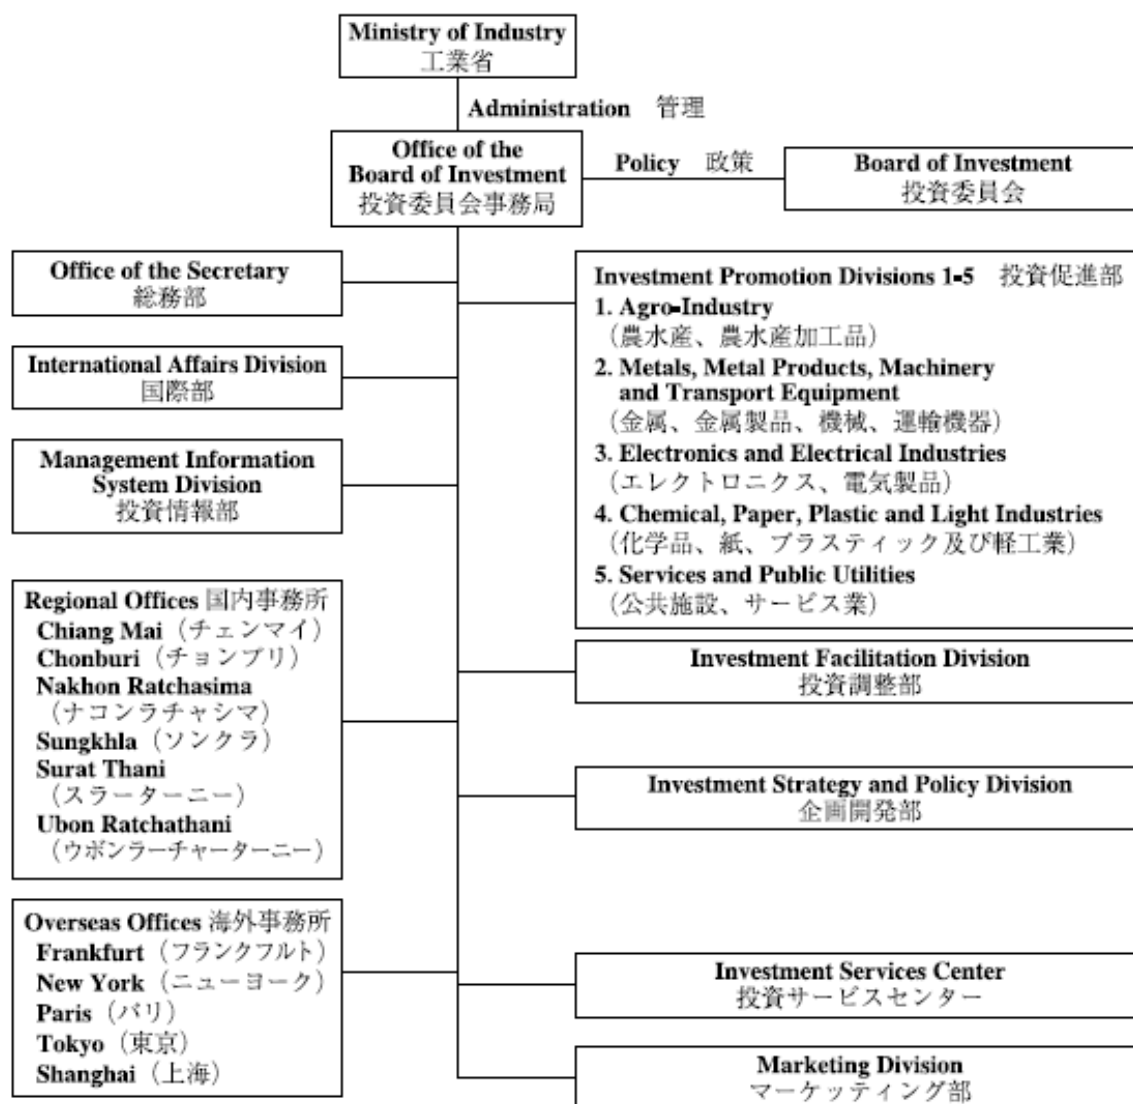 Ministry of Industry
工業省
Administration 管理
Office of the
Board of Investment
投資委員会事務局
Policy 政策
Board of Investment
投資委員会
Office of the Secretary
総務部
International Affairs Division
国際部
Management Information
System Division
投資情報部
Regional Offices 国内事務所
Chiang Mai（チェンマイ）
Chonburi（チョンブリ）
Nakhon Ratchasima
（ナコンラチャシマ）
Sungkhla（ソンクラ）
Surat Thani
（スラーターニー）
Ubon Ratchathani
（ウボンラーチャーターニー）
Overseas Offices 海外事務所
Frankfurt（フランクフルト）
New York（ニューヨーク）
Paris（パリ）
Tokyo（東京）
Shanghai（上海）
Investment Promotion Divisions 1-5 投資促進部
1. Agro-Industry
（農水産、農水産加工品）
2. Metals, Metal Products, Machinery
and Transport Equipment
（金属、金属製品、機械、運輸機器）
3. Electronics and Electrical Industries
（エレクトロニクス、電気製品）
4. Chemical, Paper, Plastic and Light Industries
（化学品、紙、プラスティック及び軽工業）
5. Services and Public Utilities
（公共施設、サービス業）
Investment Facilitation Division
投資調整部
Investment Strategy and Policy Division
企画開発部
Investment Services Center
投資サービスセンター
Marketing Division
マーケッティング部